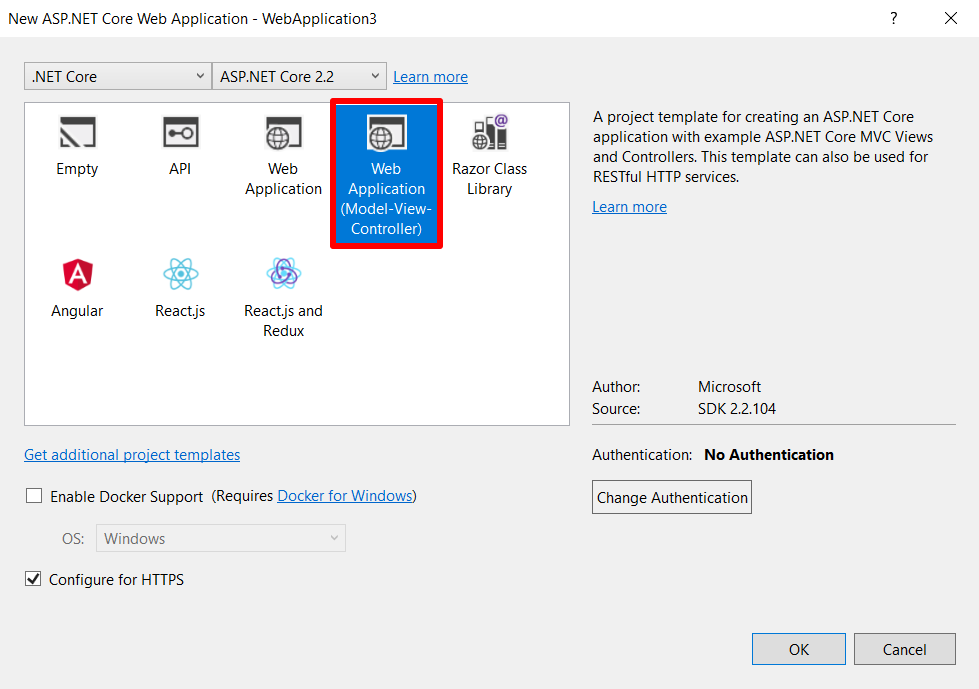 New ASP.NET Core Web Application - WebApplication3
?
.NET Core
ASP.NET Core 2.2
Learn more
Empty
API
Web
Application
Web
Application
(Model-View-
Controller)
Razor Class
Library
Angular
React.js
React.js and
Redux
A project template for creating an ASP.NET Core
application with example ASP.NET Core MVC Views
and Controllers. This template can also be used for
RESTful HTTP services.
Learn more
Author: Microsoft
Source: SDK 2.2.104
Get additional project templates
Authentication: No Authentication
Enable Docker Support (Requires Docker for Windows)
Change Authentication
OS: Windows
Configure for HTTPS
OK
Cancel